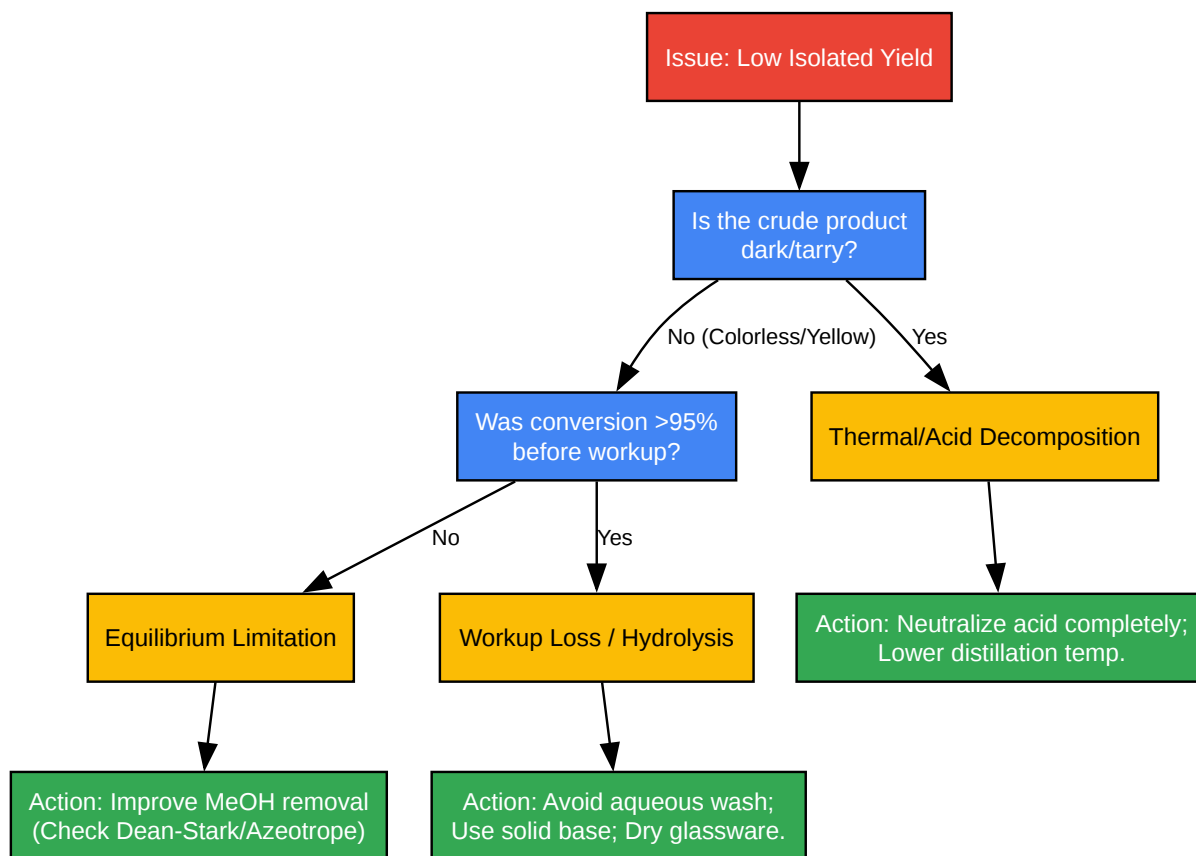 Issue: Low Isolated Yield
Is the crude product
dark/tarry?
No (Colorless/Yellow)
Yes
Was conversion >95%
before workup?
Thermal/Acid Decomposition
No
Yes
Equilibrium Limitation
Workup Loss / Hydrolysis
Action: Neutralize acid completely;
Lower distillation temp.
Action: Improve MeOH removal
(Check Dean-Stark/Azeotrope)
Action: Avoid aqueous wash;
Use solid base; Dry glassware.